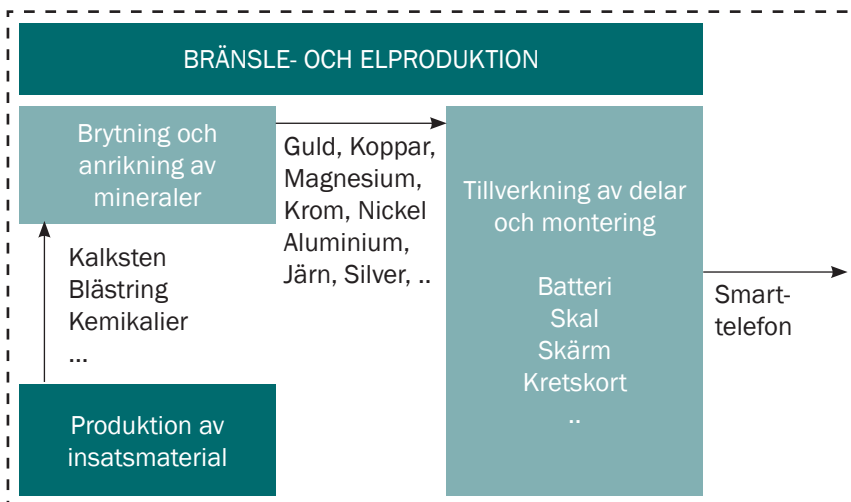 BRÄNSLE- OCH ELPRODUKTION
Brytning och
anrikning av
mineraler
Guld, Koppar,
Magnesium,
Krom, Nickel
Aluminium,
Järn, Silver, ..
Tillverkning av delar
och montering
Batteri
Skal
Skärm
Kretskort
..
Smart-
telefon
Kalksten
Blästring
Kemikalier
...
Produktion av
insatsmaterial